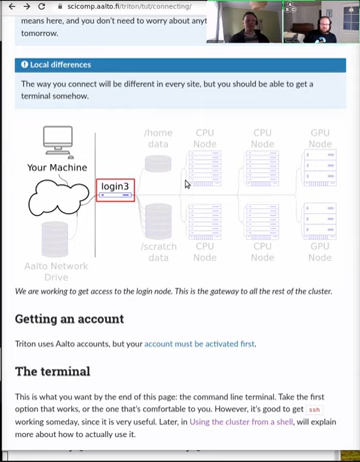 scicomp.aalto.fi/triton/tut/connecting/
means here, and you don't need to worry about anyt
tomorrow.
Local differences
The way you connect will be different in every site, but you should be able to get a
terminal somehow.
/home
data
CPU
Node
CPU
Node
GPU
Node
Your Machine
login3
/scratch
data
CPU
Node
CPU
Node
GPU
Node
Aalto Network
Drive
We are working to get access to the login node. This is the gateway to all the rest of the cluster.
Getting an account
Triton uses Aalto accounts, but your account must be activated first.
The terminal
This is what you want by the end of this page: the command line terminal. Take the first
option that works, or the one that's comfortable to you. However, it's good to get ssh
working someday, since it is very useful. Later, in Using the cluster from a shell, will explain
more about how to actually use it.